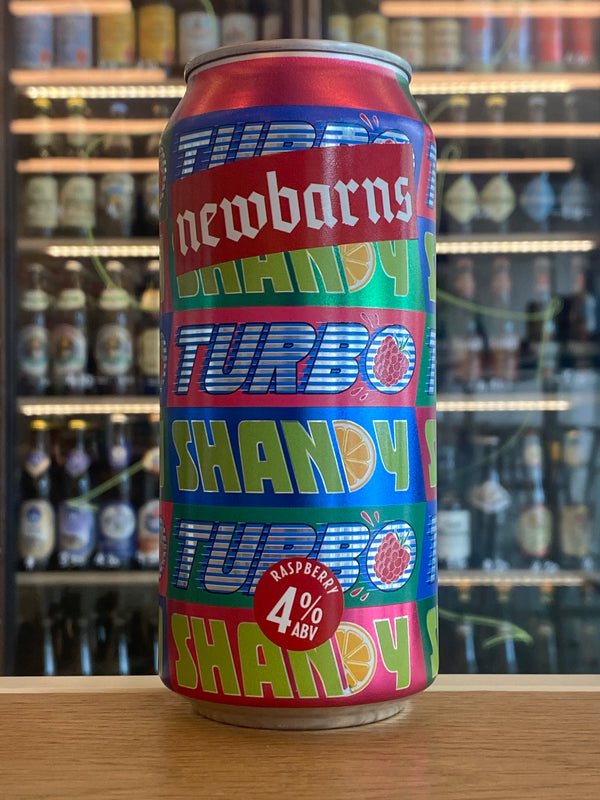 TURBO
newbarns
SHANDY
TURBO
SHANDY
TURBO
RASPBERRY
4%
ABV
SHANDY